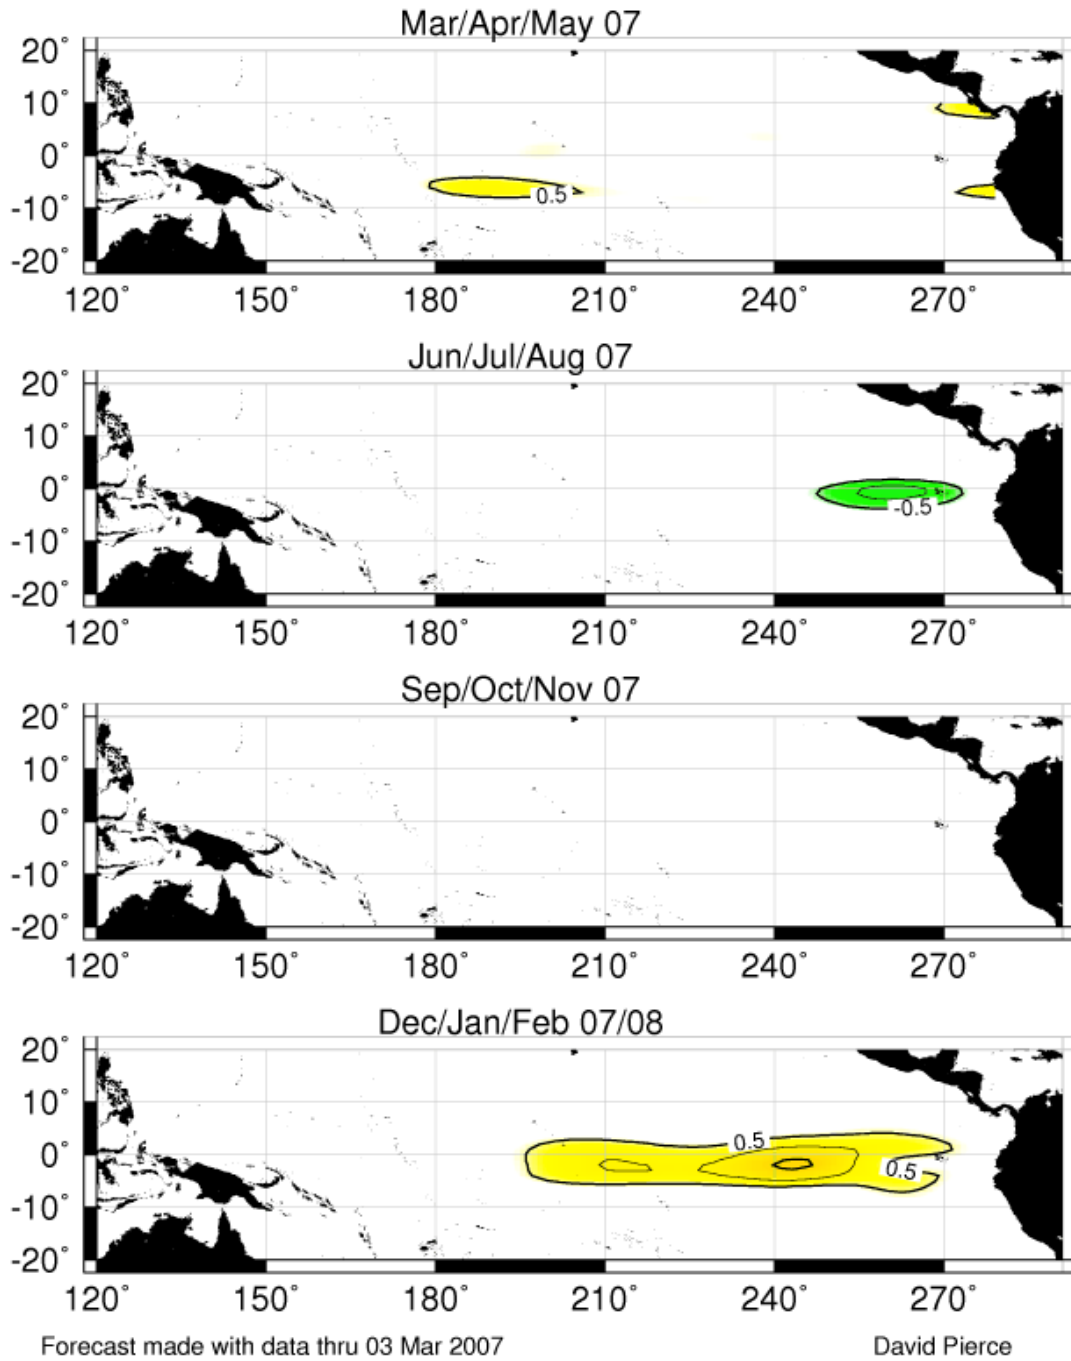 Mar/Apr/May 07
20°
10°
0°
-10°
-20°
0.5
120° 150° 180° 210° 240° 270°
Jun/Jul/Aug 07
20°
10°
0°
-10°
-20°
-0.5
120° 150° 180° 210° 240° 270°
Sep/Oct/Nov 07
20°
10°
0°
-10°
-20°
120° 150° 180° 210° 240° 270°
Dec/Jan/Feb 07/08
20°
10°
0.5
0°
0.5
-10°
-20°
120° 150° 180° 210° 240° 270°
Forecast made with data thru 03 Mar 2007 David Pierce